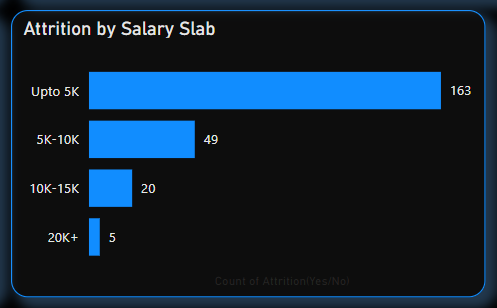 Attrition by Salary Slab
Upto 5K 163
5K-10K 49
10K-15K 20
20K+ 5
Count of Attrition(Yes/No)